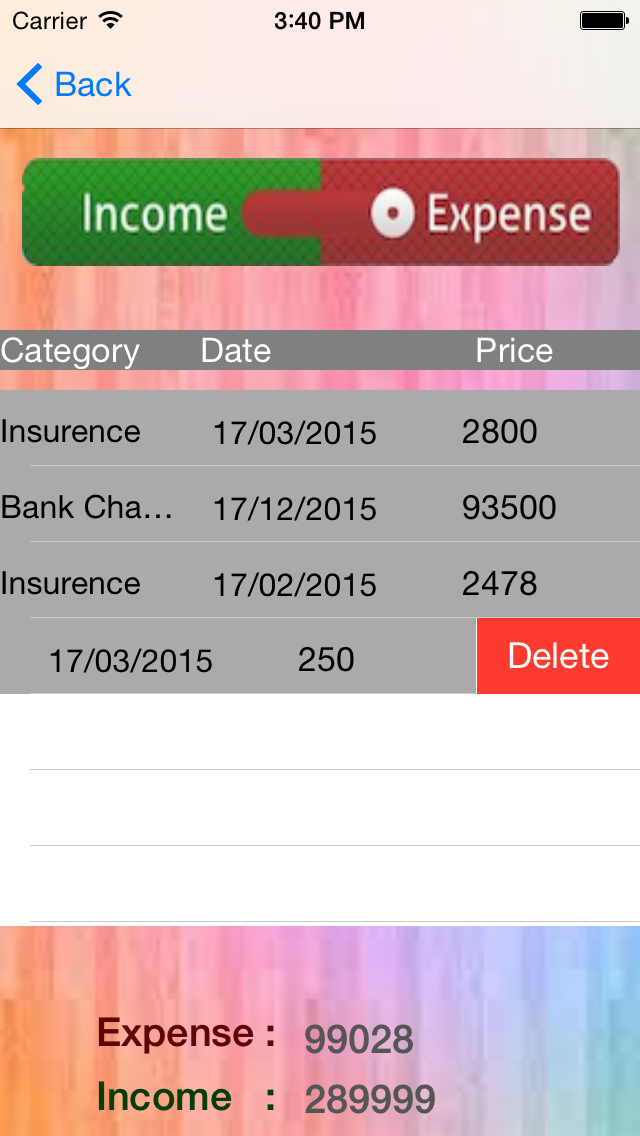 Carrier 3:40 PM
Back
Income Expense
Category Date Price
Insurence 17/03/2015 2800
Bank Cha... 17/12/2015 93500
Insurence 17/02/2015 2478
17/03/2015 250 Delete
Expense : 99028
Income : 289999